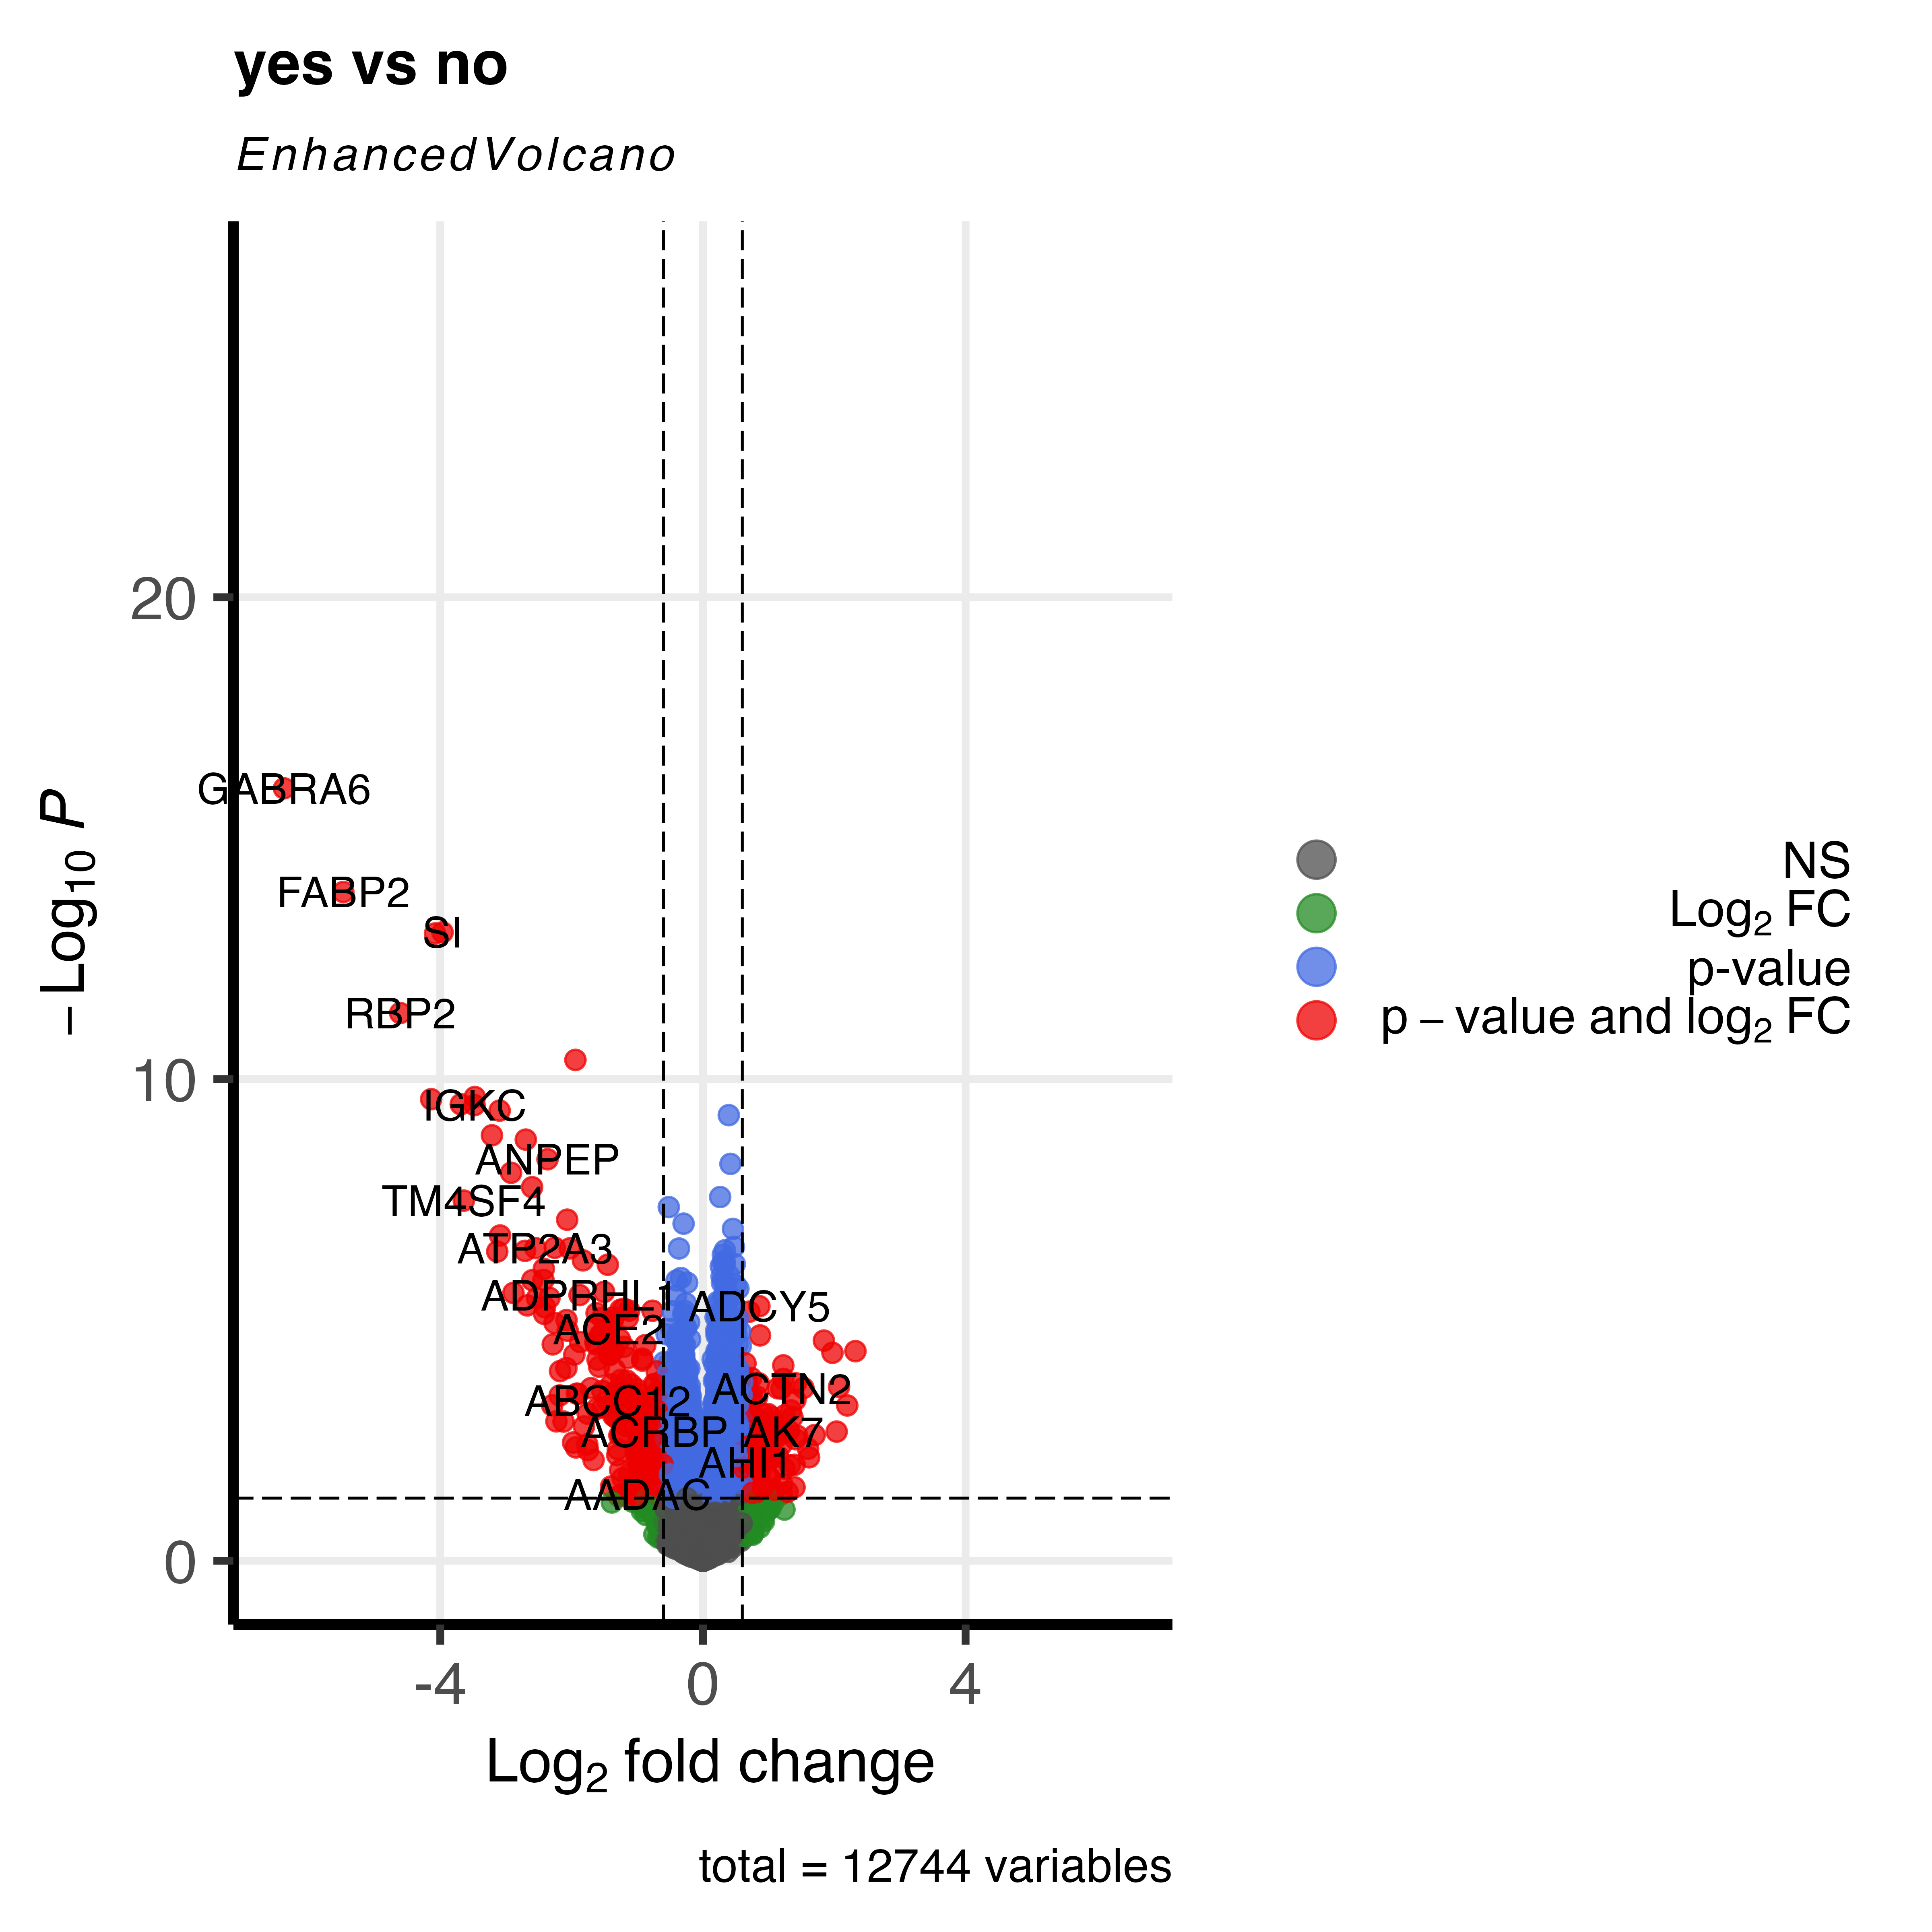 yes vs no
EnhancedVolcano
20
10
0
− Log10 P
GABRA6
FABP2
SI
RBP2
IGKC
ANPEP
TM4SF4
ATP2A3
ADPRHL1
ADCY5
ACE2
ACTN2
ABCC12
ACRBP
AK7
AHI1
AADAC
-4
0
4
Log2 fold change
NS
Log2 FC
p-value
p − value and log2 FC
total = 12744 variables